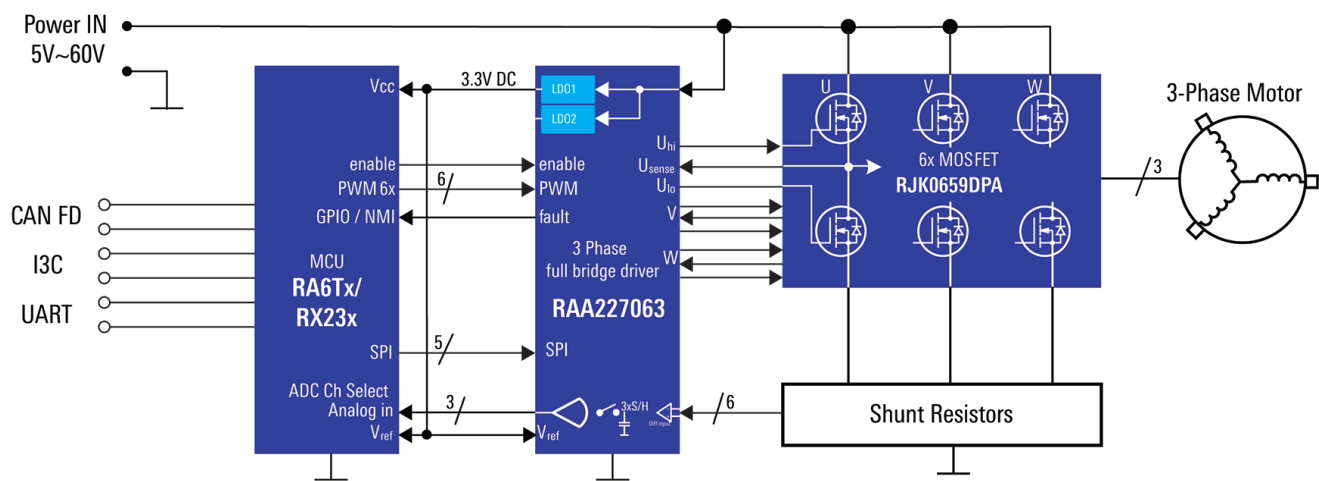 Power IN
5V~60V
CAN FD
I3C
UART
Vcc
enable
PWM 6x
GPIO / NMI
MCU
RA6Tx/
RX23x
SPI
ADC Ch Select
Analog in
Vref
3.3V DC
6
5
3
LDO1
LDO2
enable
PWM
fault
3 Phase
full bridge driver
RAA227063
SPI
3xS/H
Diff input
Vref
Uhi
Usense
Ulo
V
W
6
U
V
W
6x MOSFET
RJK0659DPA
Shunt Resistors
3
3-Phase Motor